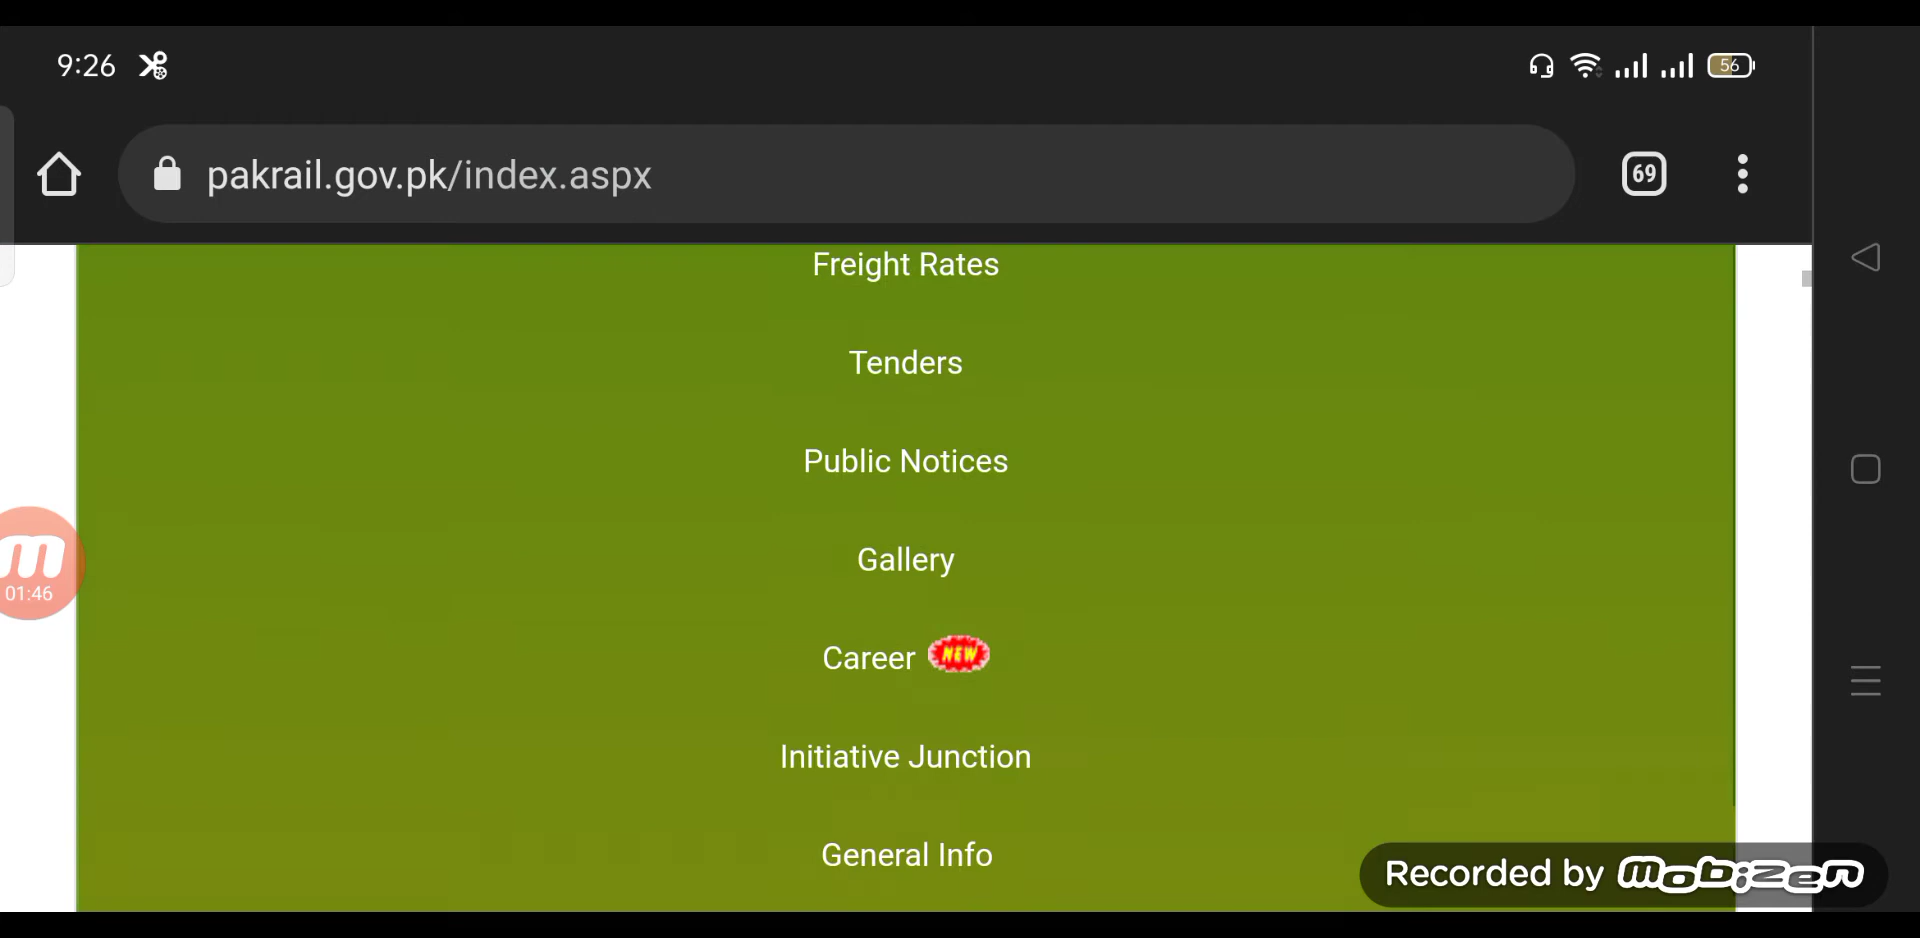 9:26
56
pakrail.gov.pk/index.aspx
69
Freight Rates
Tenders
Public Notices
Gallery
Career NEW
Initiative Junction
General Info
m
01:46
Recorded by mobizen